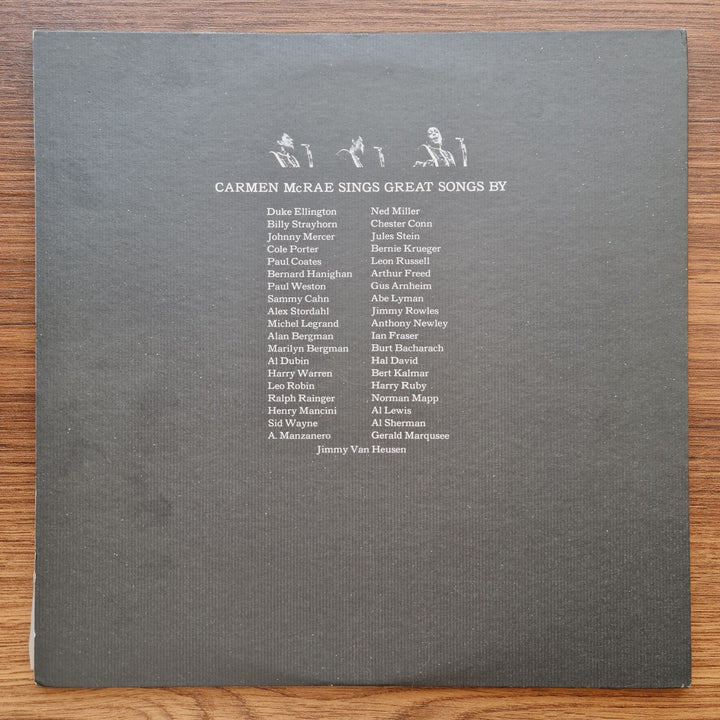 CARMEN McRAE SINGS GREAT SONGS BY
Duke Ellington
Billy Strayhorn
Johnny Mercer
Cole Porter
Paul Coates
Bernard Hanighan
Paul Weston
Sammy Cahn
Alex Stordahl
Michel Legrand
Alan Bergman
Marilyn Bergman
Al Dubin
Harry Warren
Leo Robin
Ralph Rainger
Henry Mancini
Sid Wayne
A. Manzanero
Ned Miller
Chester Conn
Jules Stein
Bernie Krueger
Leon Russell
Arthur Freed
Gus Arnheim
Abe Lyman
Jimmy Rowles
Anthony Newley
Ian Fraser
Burt Bacharach
Hal David
Bert Kalmar
Harry Ruby
Norman Mapp
Al Lewis
Al Sherman
Gerald Marqusee
Jimmy Van Heusen